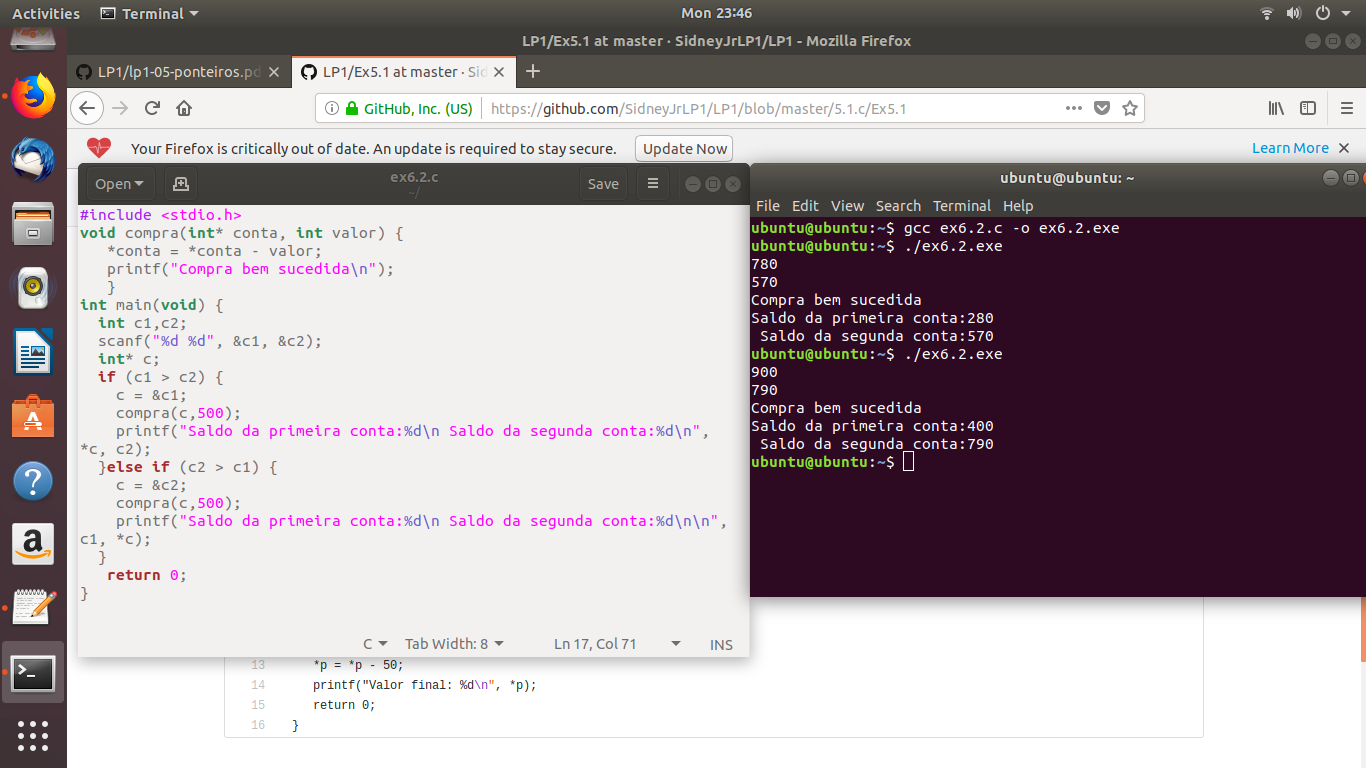 Activities Terminal Mon 23:46
LP1/Ex5.1 at master · SidneyJrLP1/LP1 - Mozilla Firefox
LP1/lp1-05-ponteiros.pd LP1/Ex5.1 at master · Sid
GitHub, Inc. (US) https://github.com/SidneyJrLP1/LP1/blob/master/5.1.c/Ex5.1
Your Firefox is critically out of date. An update is required to stay secure. Update Now Learn More
Open ex6.2.c Save
~/
#include <stdio.h>
void compra(int* conta, int valor) {
   *conta = *conta - valor;
   printf("Compra bem sucedida\n");
   }
int main(void) {
  int c1,c2;
  scanf("%d %d", &c1, &c2);
  int* c;
  if (c1 > c2) {
    c = &c1;
    compra(c,500);
    printf("Saldo da primeira conta:%d\n Saldo da segunda conta:%d\n",
*c, c2);
  }else if (c2 > c1) {
    c = &c2;
    compra(c,500);
    printf("Saldo da primeira conta:%d\n Saldo da segunda conta:%d\n\n",
c1, *c);
  }
   return 0;
}
C Tab Width: 8 Ln 17, Col 71 INS
ubuntu@ubuntu: ~
File Edit View Search Terminal Help
ubuntu@ubuntu:~$ gcc ex6.2.c -o ex6.2.exe
ubuntu@ubuntu:~$ ./ex6.2.exe
780
570
Compra bem sucedida
Saldo da primeira conta:280
 Saldo da segunda conta:570
ubuntu@ubuntu:~$ ./ex6.2.exe
900
790
Compra bem sucedida
Saldo da primeira conta:400
 Saldo da segunda conta:790
ubuntu@ubuntu:~$
13 *p = *p - 50;
14 printf("Valor final: %d\n", *p);
15 return 0;
16 }